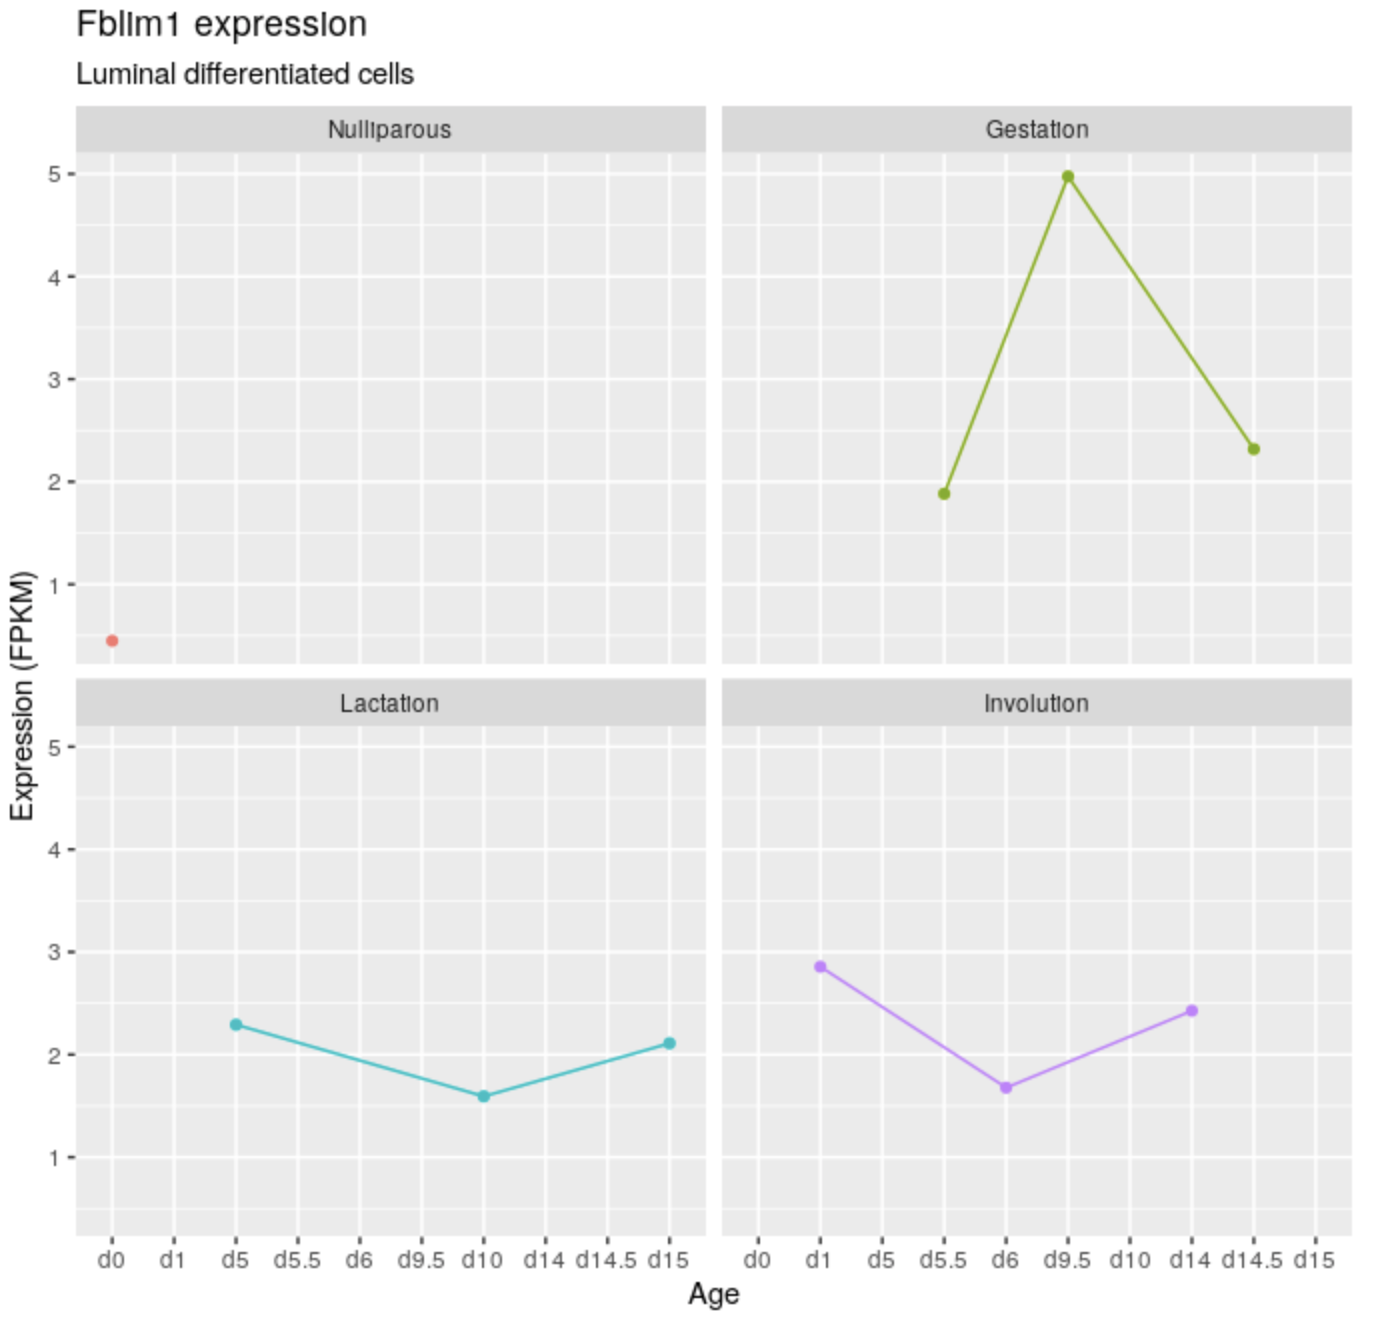 Fblim1 expression
Luminal differentiated cells
Nulliparous
Gestation
5
4
3
2
1
Expression (FPKM)
Lactation
Involution
5
4
3
2
1
d0 d1 d5 d5.5 d6 d9.5 d10 d14 d14.5 d15
d0 d1 d5 d5.5 d6 d9.5 d10 d14 d14.5 d15
Age